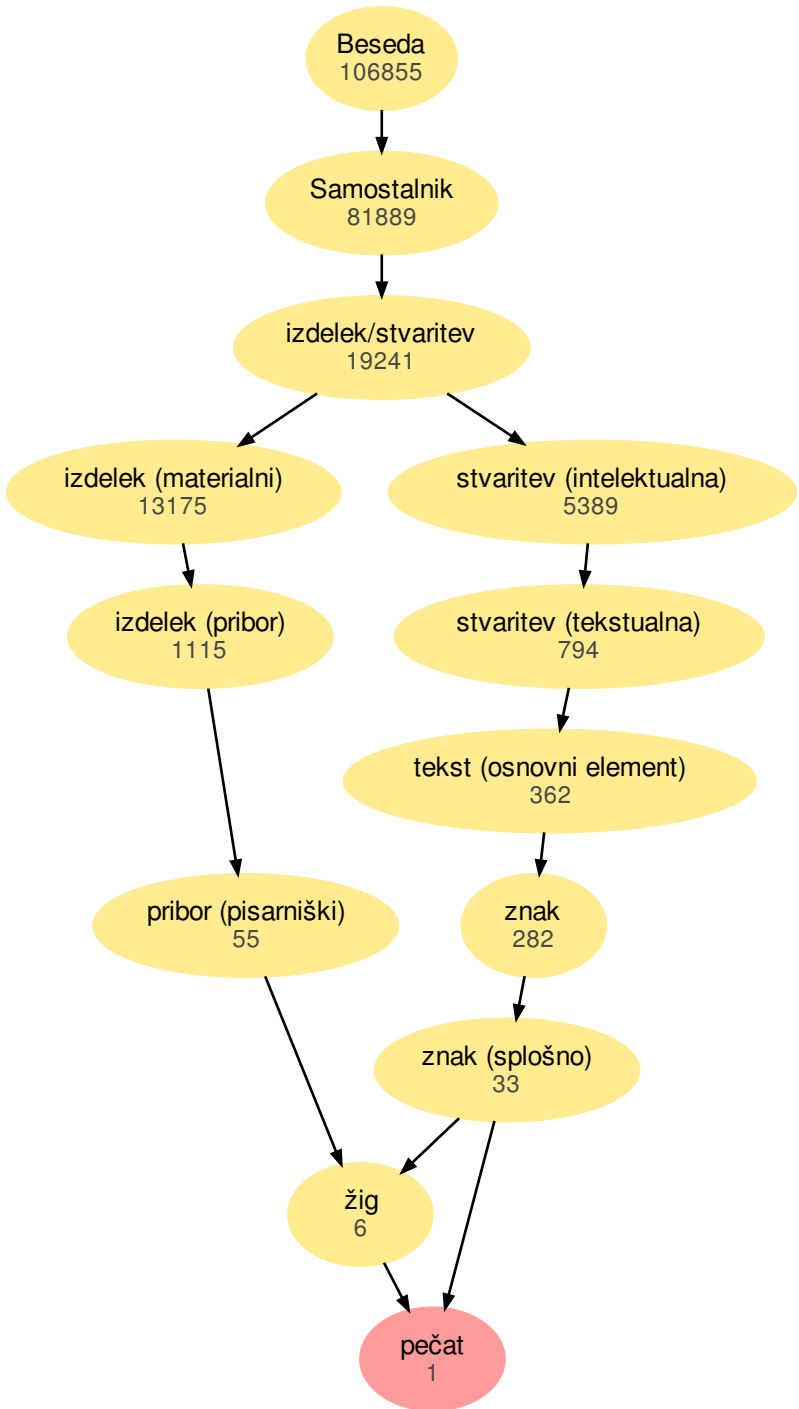 Beseda
106855
Samostalnik
81889
izdelek/stvaritev
19241
izdelek (materialni)
13175
stvaritev (intelektualna)
5389
izdelek (pribor)
1115
stvaritev (tekstualna)
794
tekst (osnovni element)
362
pribor (pisarniški)
55
znak
282
znak (splošno)
33
žig
6
pečat
1